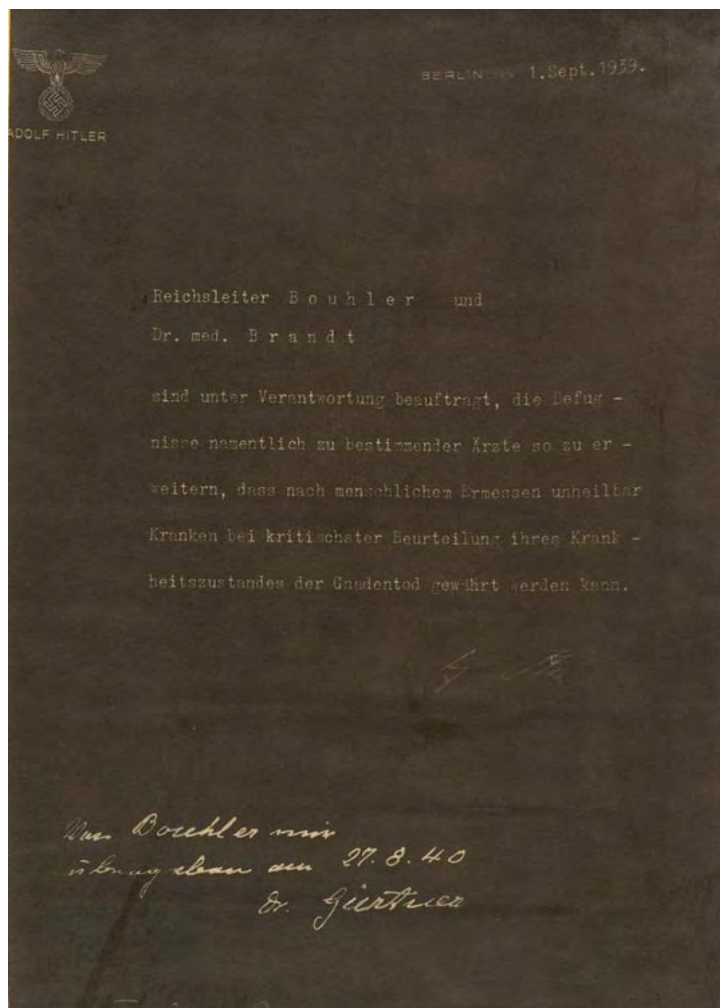 BERLIN 1.Sept.1939.
ADOLF HITLER
Reichsleiter B o u h l e r und
Dr. med. B r a n d t
sind unter Verantwortung beauftragt, die Befug -
nisse namentlich zu bestimmender Ärzte so zu er -
weitern, dass nach menschlichem Ermessen unheilbar
Kranken bei kritischster Beurteilung ihres Krank -
heitszustandes der Gnadentod gewährt werden kann.
Von Bouhler mir
übergeben am 27.8.40
Dr. Gürtner